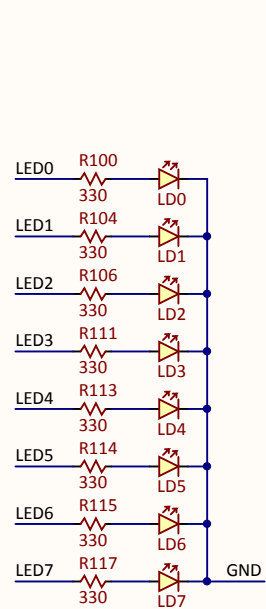 R100
LED0
330
LD0
R104
LED1
330
LD1
R106
LED2
330
LD2
R111
LED3
330
LD3
R113
LED4
330
LD4
R114
LED5
330
LD5
R115
LED6
330
LD6
R117
LED7
GND
330
LD7